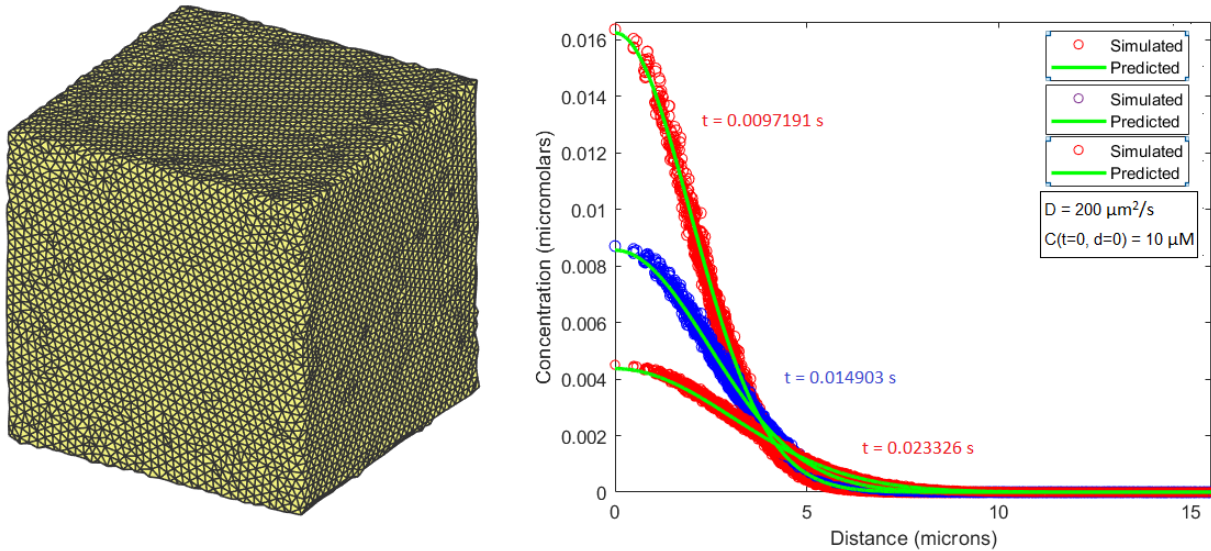 0.016
0.014
0.012
0.01
0.008
0.006
0.004
0.002
0
Concentration (micromolars)
0
5
10
15
Distance (microns)
t = 0.0097191 s
t = 0.014903 s
t = 0.023326 s
Simulated
Predicted
Simulated
Predicted
Simulated
Predicted
D = 200 μm²/s
C(t=0, d=0) = 10 μM